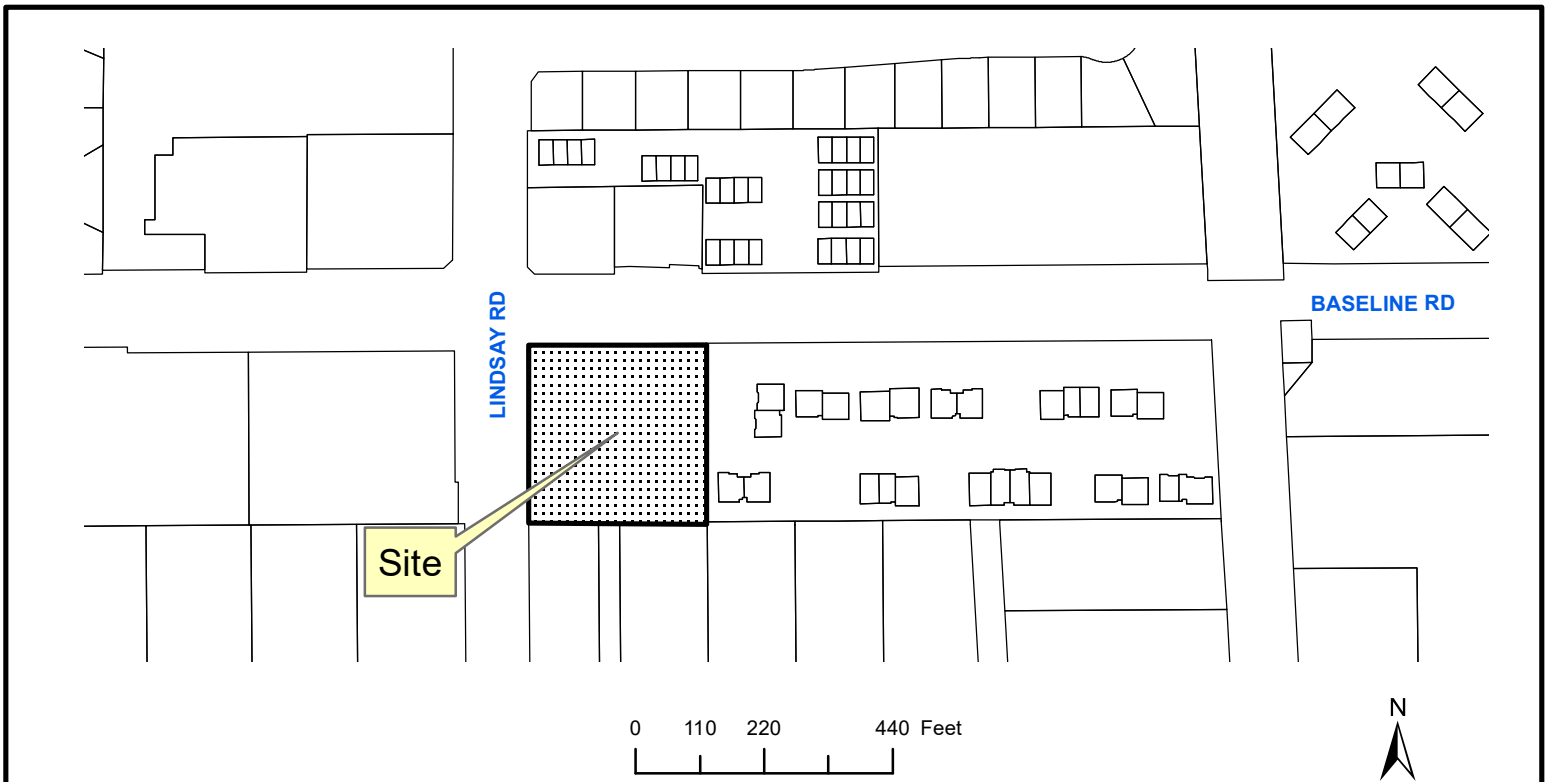 BASELINE RD
LINDSAY RD
Site
N
0 110 220 440 Feet